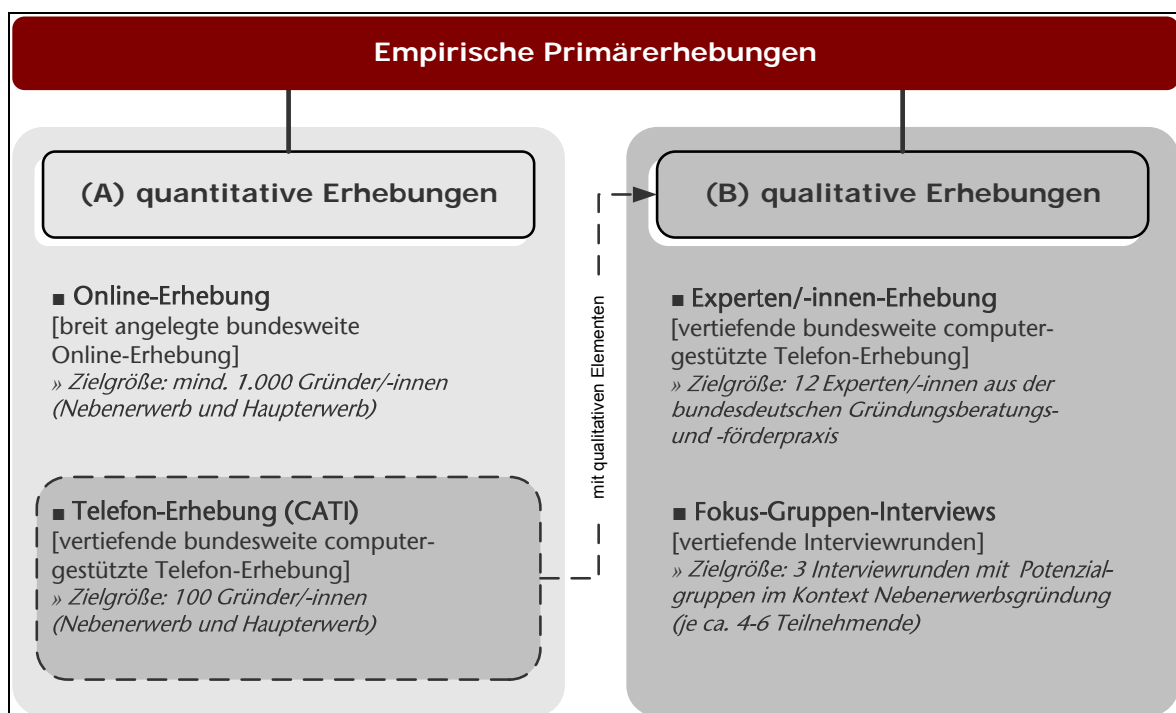 Empirische Primärerhebungen
(A) quantitative Erhebungen
■ Online-Erhebung
[breit angelegte bundesweite
Online-Erhebung]
» Zielgröße: mind. 1.000 Gründer/-innen
(Nebenerwerb und Haupterwerb)
■ Telefon-Erhebung (CATI)
[vertiefende bundesweite computer-
gestützte Telefon-Erhebung]
» Zielgröße: 100 Gründer/-innen
(Nebenerwerb und Haupterwerb)
mit qualitativen Elementen
(B) qualitative Erhebungen
■ Experten/-innen-Erhebung
[vertiefende bundesweite computer-
gestützte Telefon-Erhebung]
» Zielgröße: 12 Experten/-innen aus der
bundesdeutschen Gründungsberatungs-
und -förderpraxis
■ Fokus-Gruppen-Interviews
[vertiefende Interviewrunden]
» Zielgröße: 3 Interviewrunden mit Potenzial-
gruppen im Kontext Nebenerwerbsgründung
(je ca. 4-6 Teilnehmende)